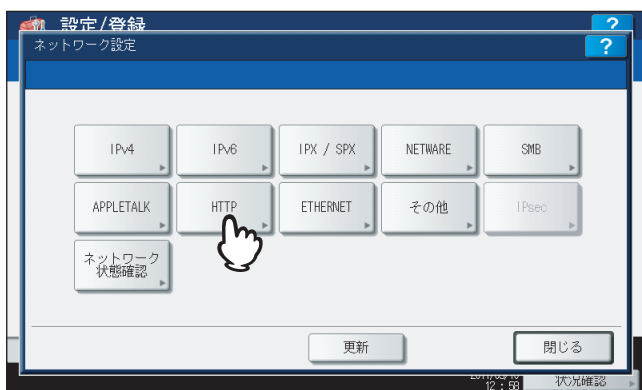 設定/登録
?
ネットワーク設定
?
IPv4
IPv6
IPX / SPX
NETWARE
SMB
APPLETALK
HTTP
ETHERNET
その他
IPsec
ネットワーク
状態確認
更新
閉じる
12:58
状況確認